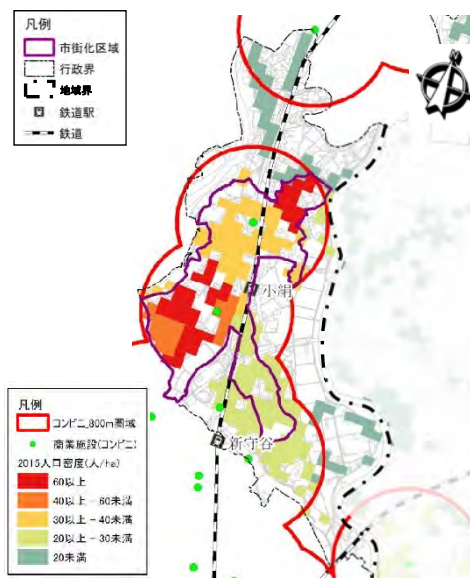 凡例
市街化区域
行政界
地域界
鉄道駅
鉄道
小絹
新守谷
凡例
コンビニ_800m圏域
商業施設(コンビニ)
2015人口密度(人/ha)
60以上
40以上－60未満
30以上－40未満
20以上－30未満
20未満